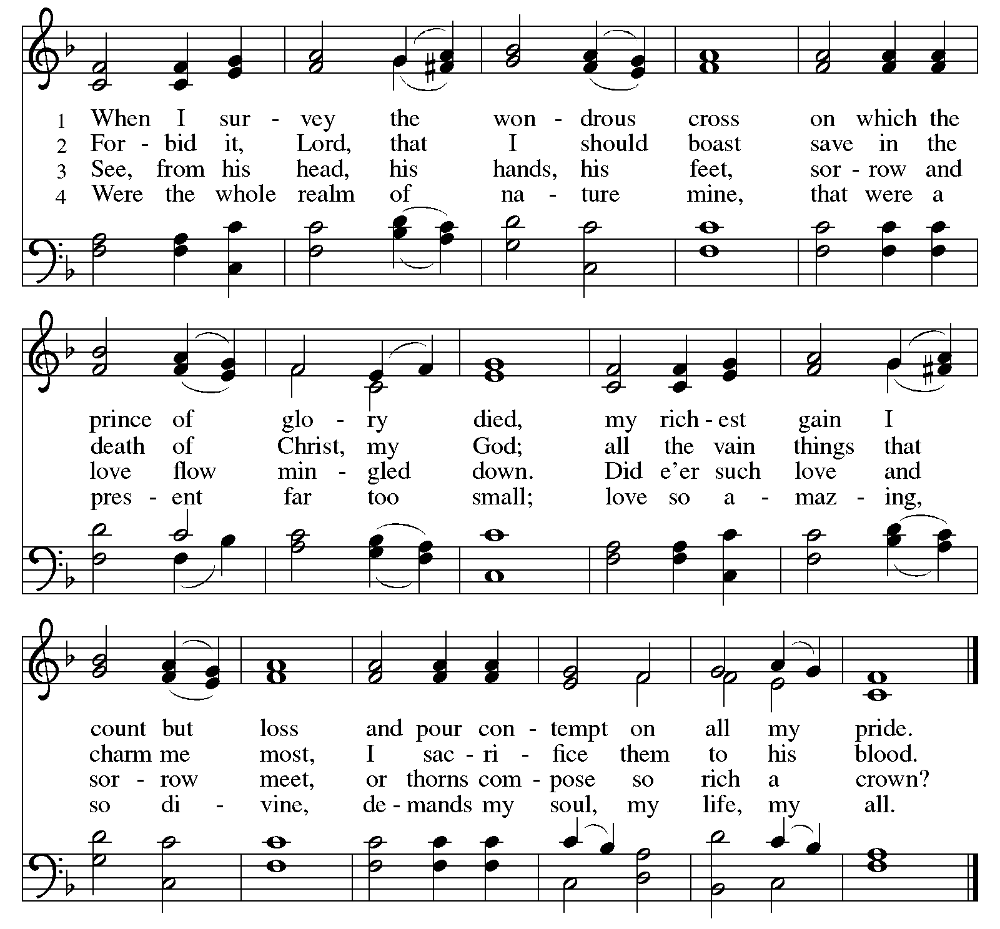 1 When I sur - vey the won - drous cross on which the
2 For - bid it, Lord, that I should boast save in the
3 See, from his head, his hands, his feet, sor - row and
4 Were the whole realm of na - ture mine, that were a
prince of glo - ry died, my rich - est gain I
death of Christ, my God; all the vain things that
love flow min - gled down. Did e’er such love and
pres - ent far too small; love so a - maz - ing,
count but loss and pour con - tempt on all my pride.
charm me most, I sac - ri - fice them to his blood.
sor - row meet, or thorns com - pose so rich a crown?
so di - vine, de - mands my soul, my life, my all.